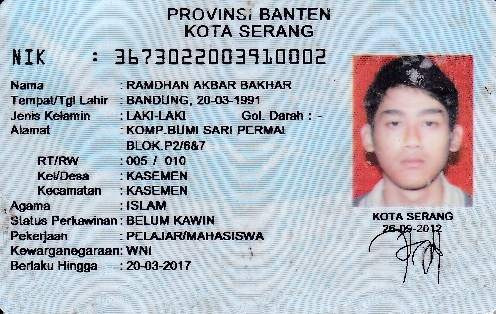 PROVINSI BANTEN
KOTA SERANG
NIK : 3673022003910002
Nama : RAMDHAN AKBAR BAKHAR
Tempat/Tgl Lahir : BANDUNG, 20-03-1991
Jenis Kelamin : LAKI-LAKI Gol. Darah : -
Alamat : KOMP.BUMI SARI PERMAI
BLOK.P2/6&7
RT/RW : 005 / 010
Kel/Desa : KASEMEN
Kecamatan : KASEMEN
Agama : ISLAM
Status Perkawinan : BELUM KAWIN
Pekerjaan : PELAJAR/MAHASISWA
Kewarganegaraan: WNI
Berlaku Hingga : 20-03-2017
KOTA SERANG
26-09-2012